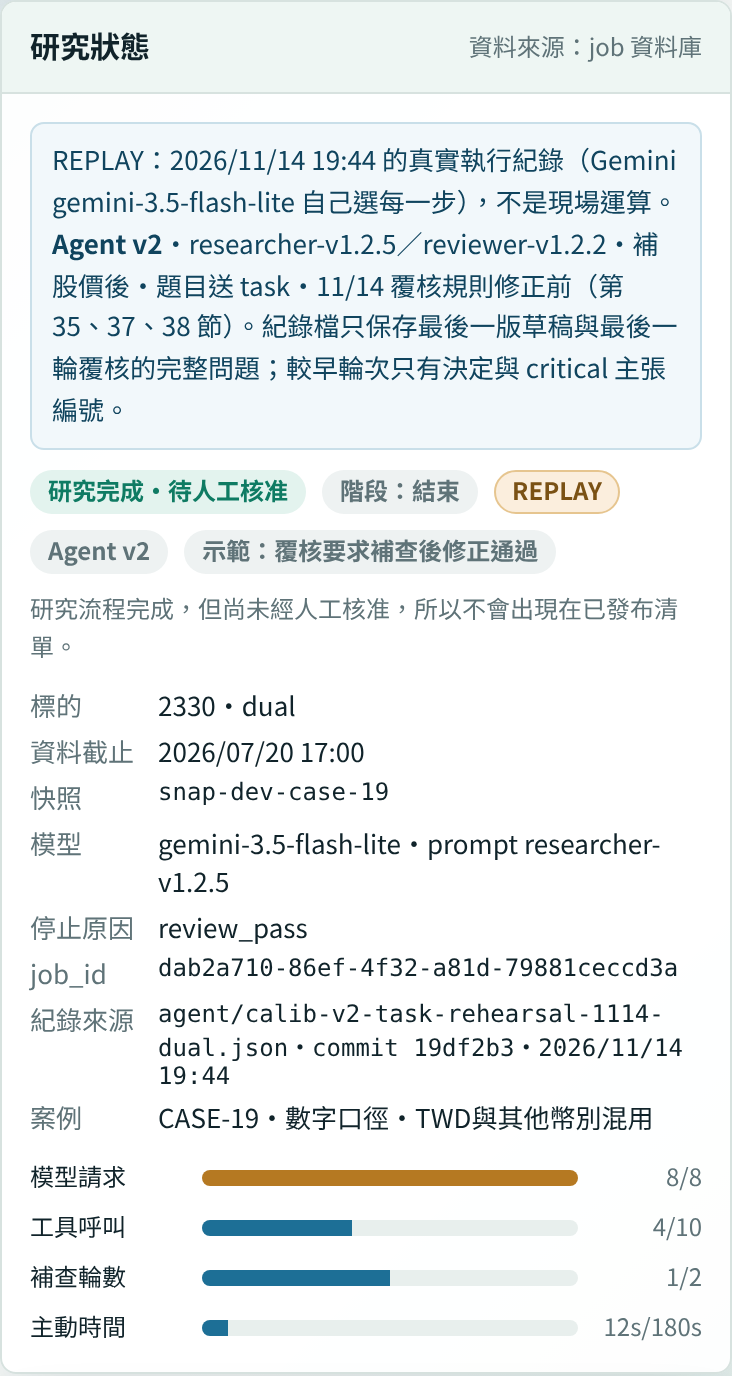 研究狀態
資料來源：job 資料庫
REPLAY：2026/11/14 19:44 的真實執行紀錄（Gemini
gemini-3.5-flash-lite 自己選每一步），不是現場運算。
Agent v2・researcher-v1.2.5／reviewer-v1.2.2・補
股價後・題目送 task・11/14 覆核規則修正前（第
35、37、38 節）。紀錄檔只保存最後一版草稿與最後一
輪覆核的完整問題；較早輪次只有決定與 critical 主張
編號。
研究完成・待人工核准
階段：結束
REPLAY
Agent v2
示範：覆核要求補查後修正通過
研究流程完成，但尚未經人工核准，所以不會出現在已發布清
單。
標的 2330・dual
資料截止 2026/07/20 17:00
快照 snap-dev-case-19
模型 gemini-3.5-flash-lite・prompt researcher-
v1.2.5
停止原因 review_pass
job_id dab2a710-86ef-4f32-a81d-79881ceccd3a
紀錄來源 agent/calib-v2-task-rehearsal-1114-
dual.json・commit 19df2b3・2026/11/14
19:44
案例 CASE-19・數字口徑・TWD與其他幣別混用
模型請求 8/8
工具呼叫 4/10
補查輪數 1/2
主動時間 12s/180s